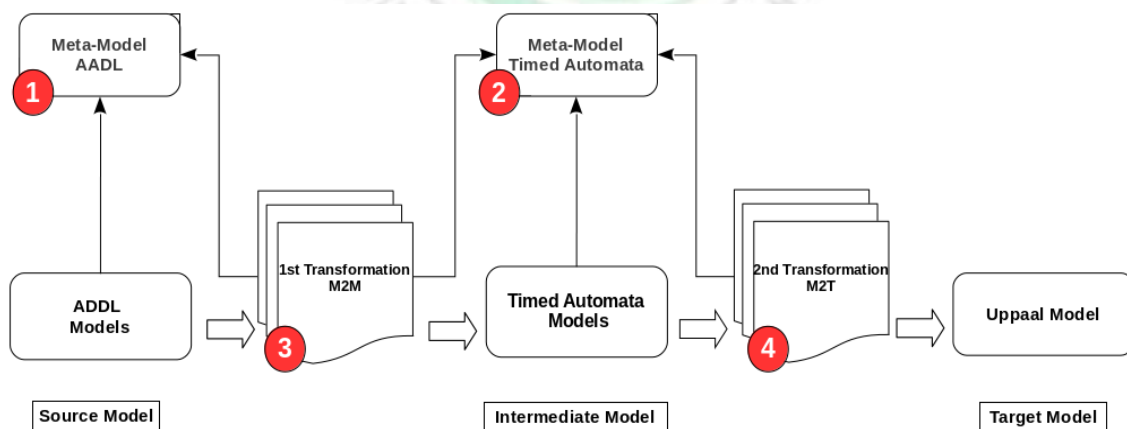 Meta-Model
AADL
1
Meta-Model
Timed Automata
2
1st Transformation
M2M
3
2nd Transformation
M2T
4
ADDL
Models
Timed Automata
Models
Uppaal Model
Source Model
Intermediate Model
Target Model